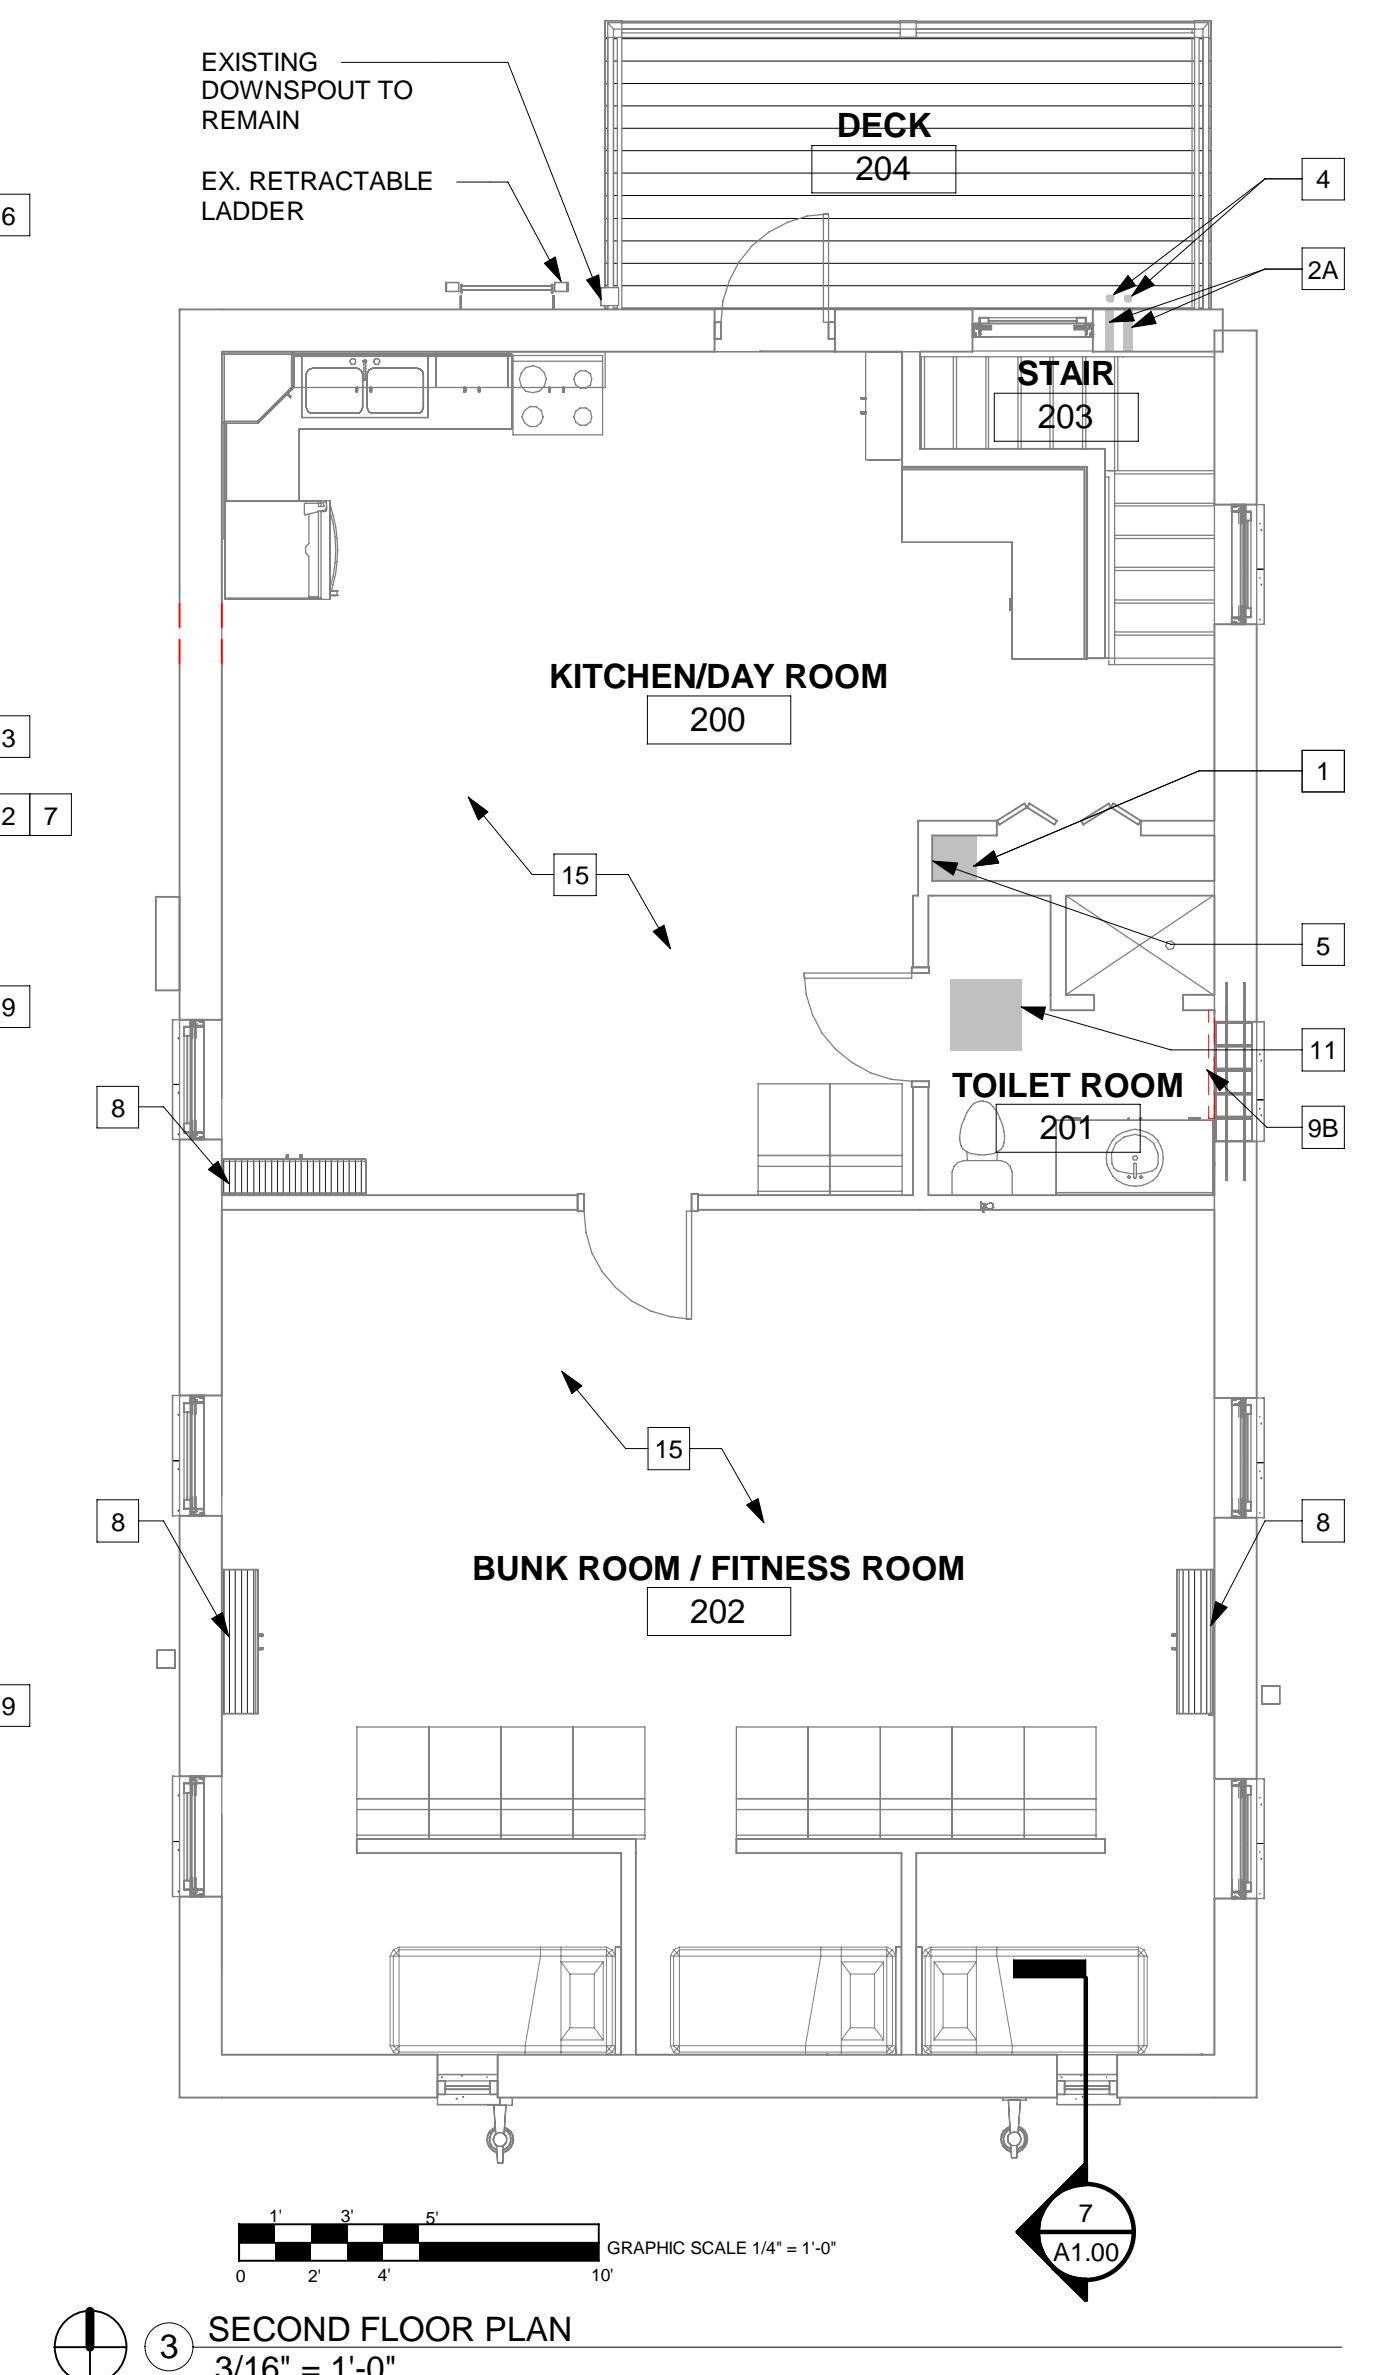 EXISTING
DOWNSPOUT TO
REMAIN
EX. RETRACTABLE
LADDER
DECK
204
4
6
2A
STAIR
203
KITCHEN/DAY ROOM
200
3
1
2 7
15
5
9
11
TOILET ROOM
201
8
9B
15
8
8
BUNK ROOM / FITNESS ROOM
202
9
7
A1.00
1' 3' 5'
GRAPHIC SCALE 1/4" = 1'-0"
0 2' 4' 10'
3 SECOND FLOOR PLAN
3/16" = 1'-0"